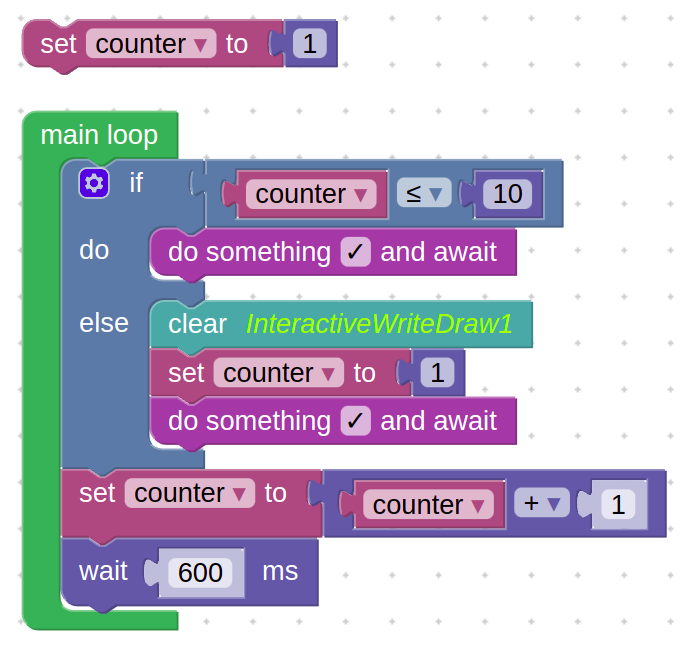 set counter ▾ to 1
main loop
if counter ▾ ≤ ▾ 10
do do something ✓ and await
else clear InteractiveWriteDraw1
set counter ▾ to 1
do something ✓ and await
set counter ▾ to counter ▾ + ▾ 1
wait 600 ms